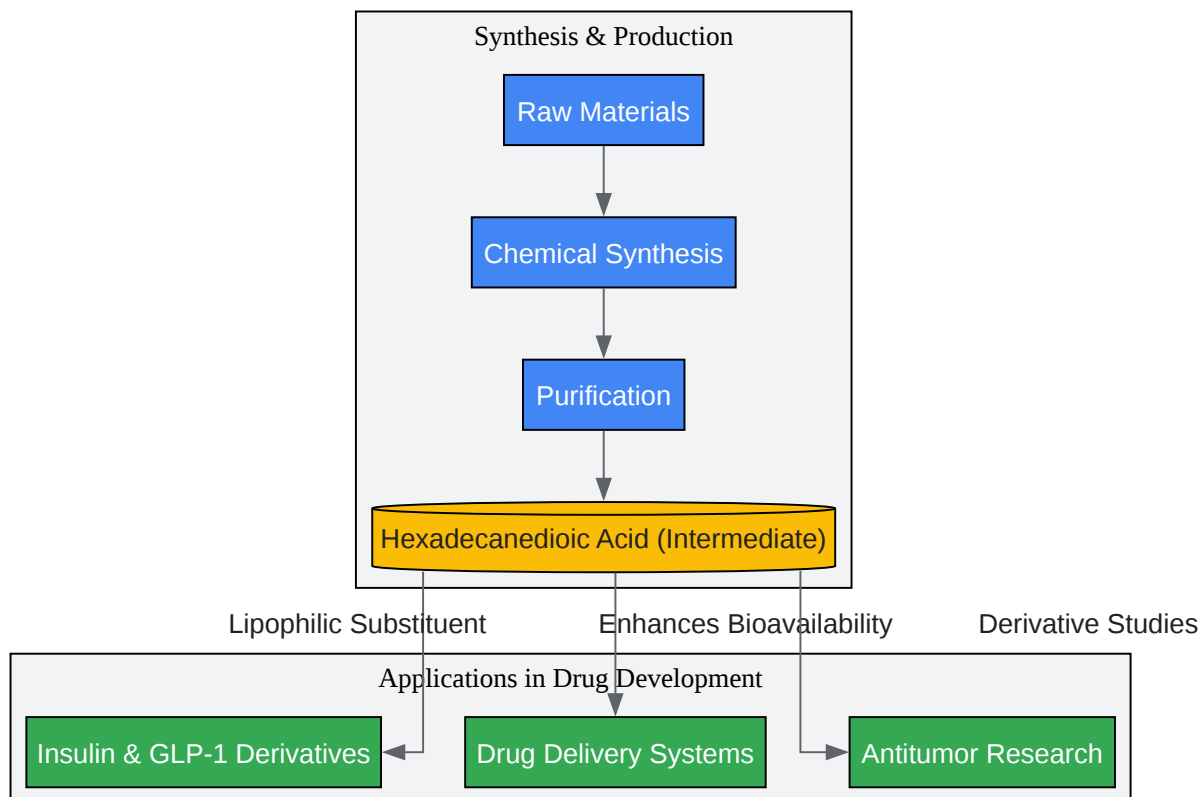 Synthesis & Production
Raw Materials
Chemical Synthesis
Purification
Hexadecanedioic Acid (Intermediate)
Lipophilic Substituent
Enhances Bioavailability
Derivative Studies
Applications in Drug Development
Insulin & GLP-1 Derivatives
Drug Delivery Systems
Antitumor Research